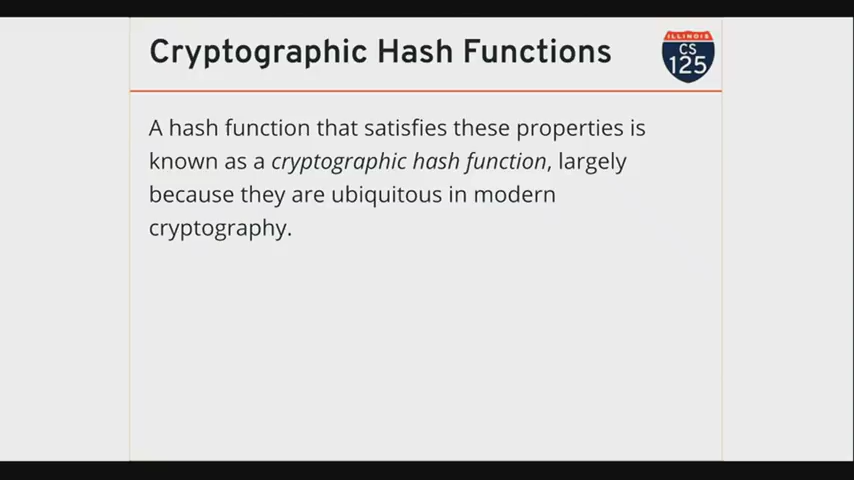 Cryptographic Hash Functions
ILLINOIS
CS
125
A hash function that satisfies these properties is
known as a cryptographic hash function, largely
because they are ubiquitous in modern
cryptography.